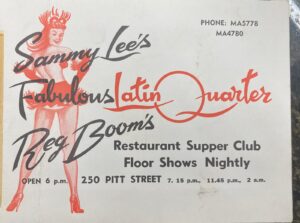 PHONE: MA5778
MA4780
Sammy Lee's
Fabulous Latin Quarter
Reg Boom's
Restaurant Supper Club
Floor Shows Nightly
OPEN 6 p.m. 250 PITT STREET 7. 15 p.m., 11.45 p.m., 2 a.m.